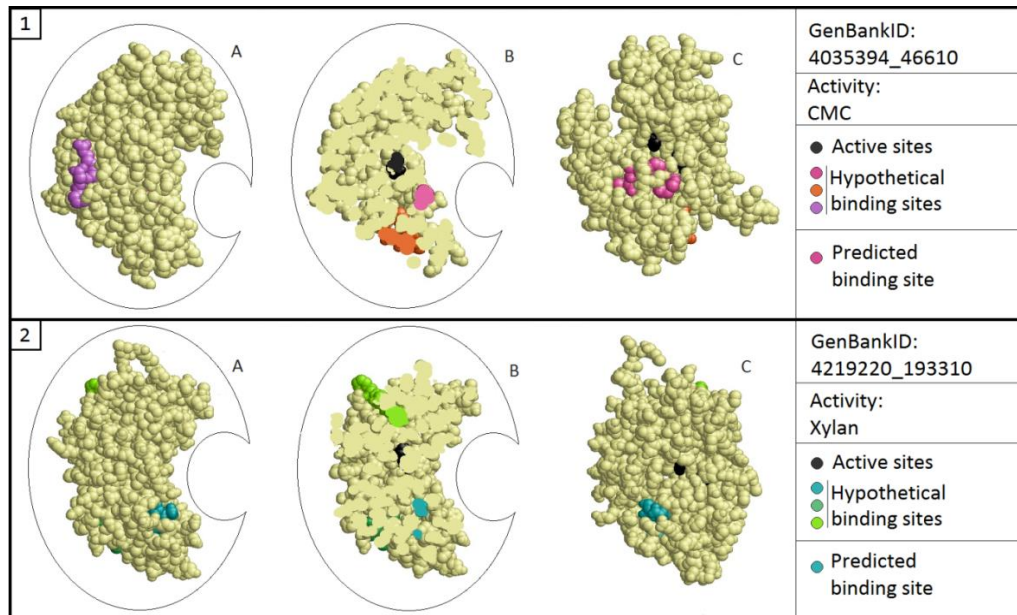 1
A
B
C
GenBankID:
4035394_46610
Activity:
CMC
Active sites
Hypothetical
binding sites
Predicted
binding site
2
A
B
C
GenBankID:
4219220_193310
Activity:
Xylan
Active sites
Hypothetical
binding sites
Predicted
binding site